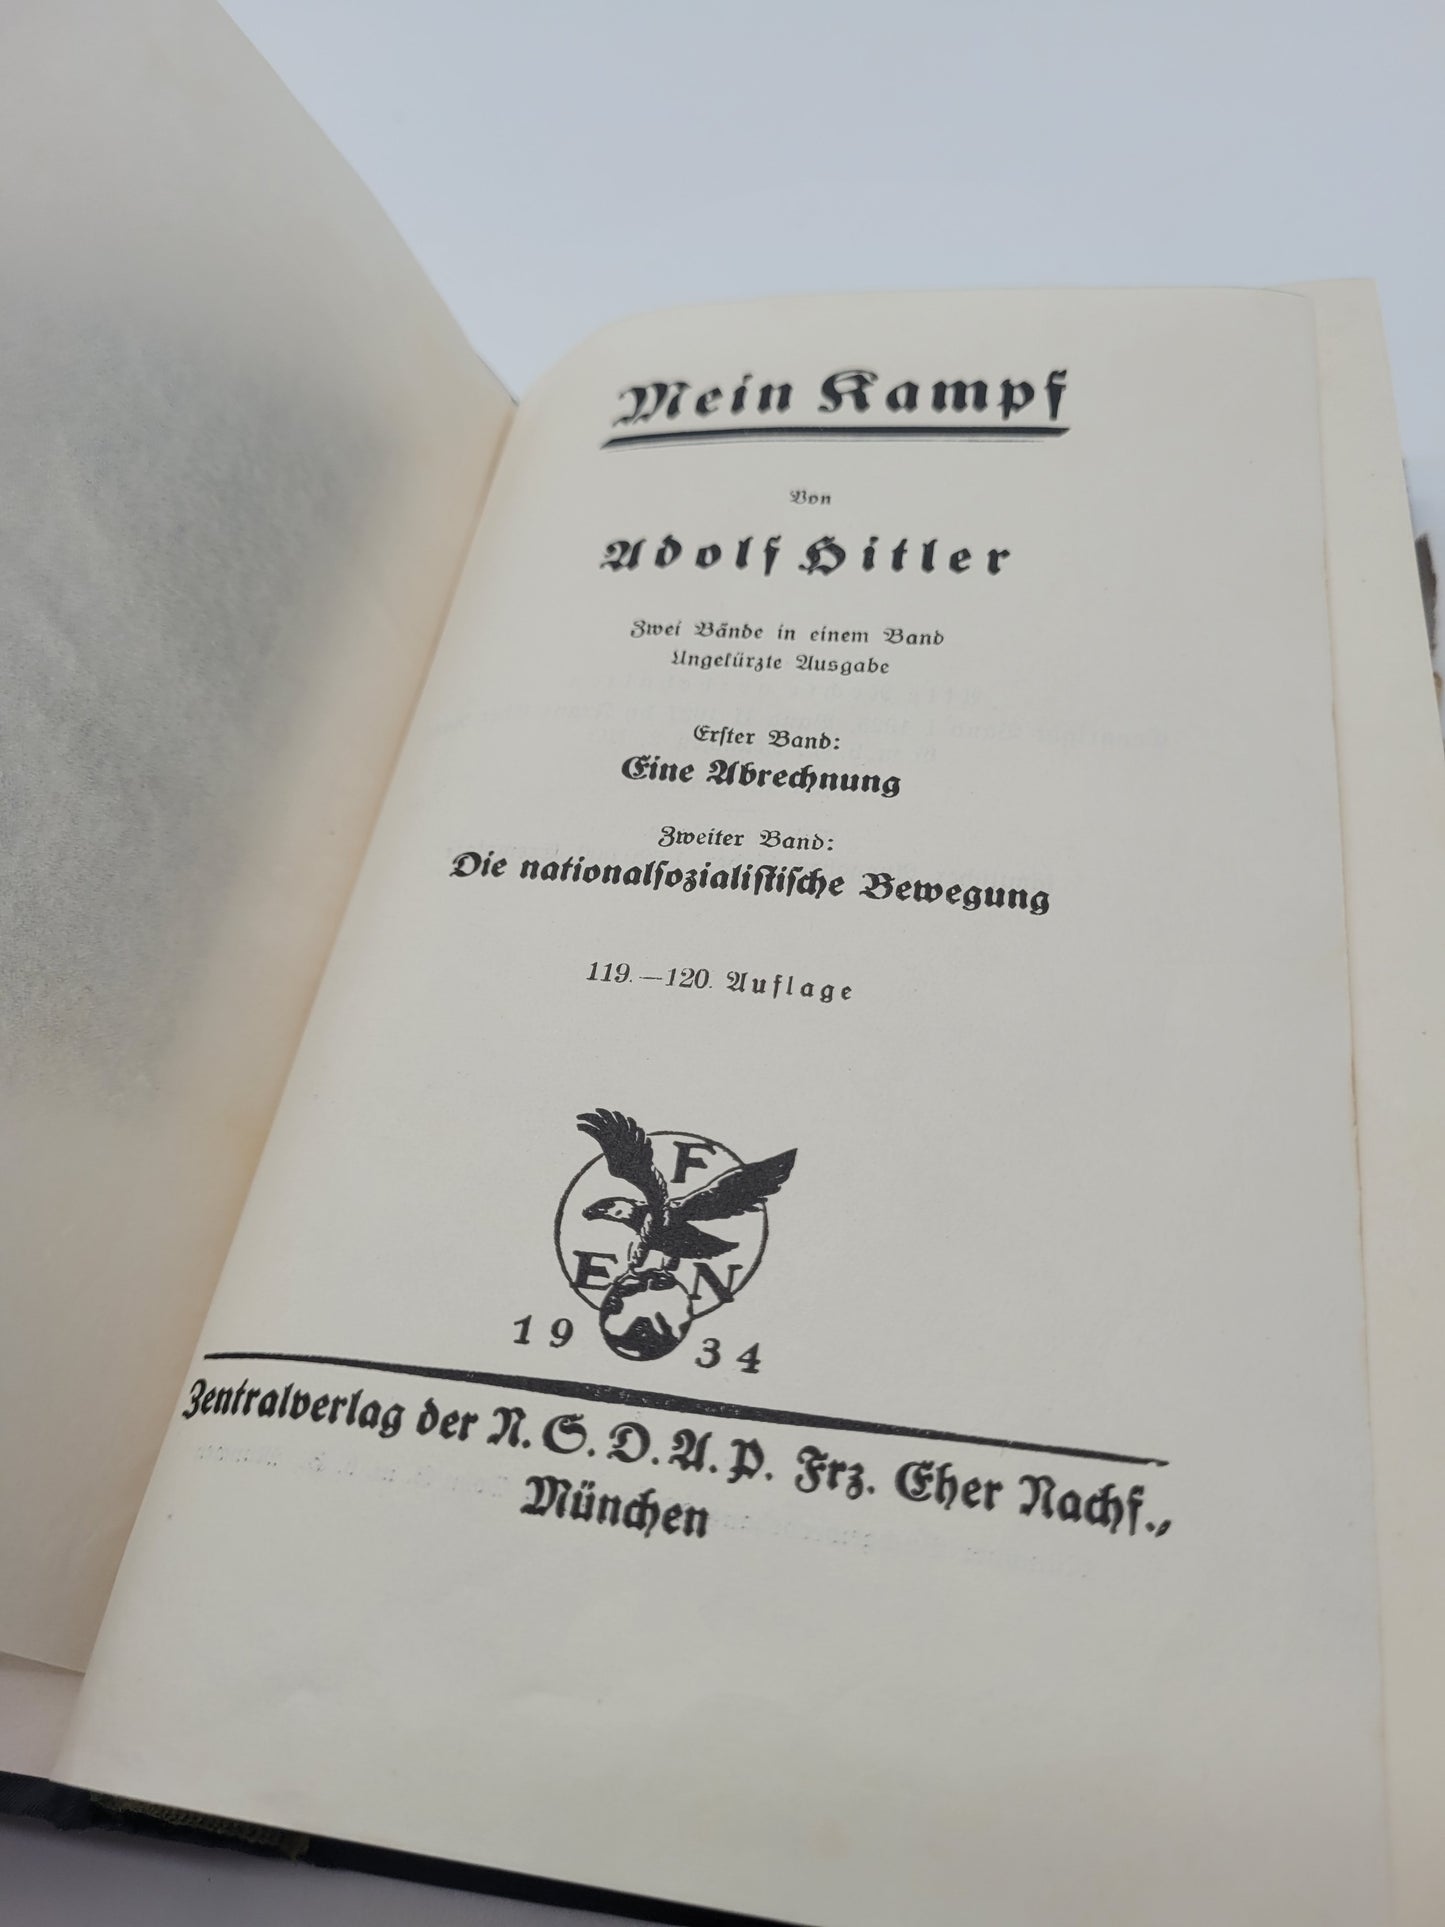 Mein Kampf
Von
Adolf Hitler
Zwei Bände in einem Band
Ungekürzte Ausgabe
Erster Band:
Eine Abrechnung
Zweiter Band:
Die nationalsozialistische Bewegung
119.—120. Auflage
F
E N
19 34
Zentralverlag der N.S.D.A.P. Frz. Eher Nachf.,
München